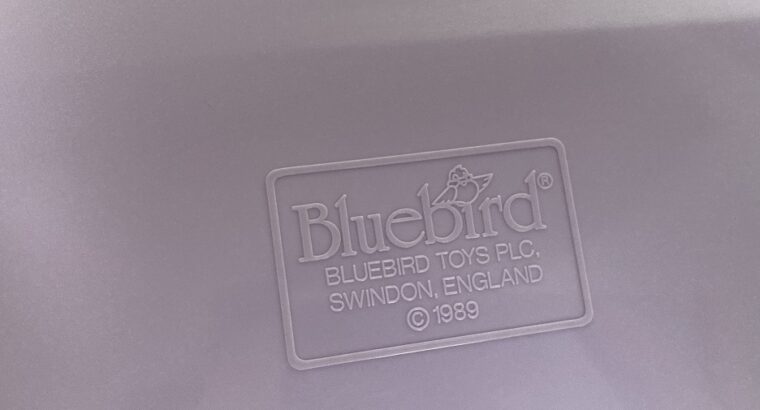 Bluebird®
BLUEBIRD TOYS PLC,
SWINDON, ENGLAND
© 1989